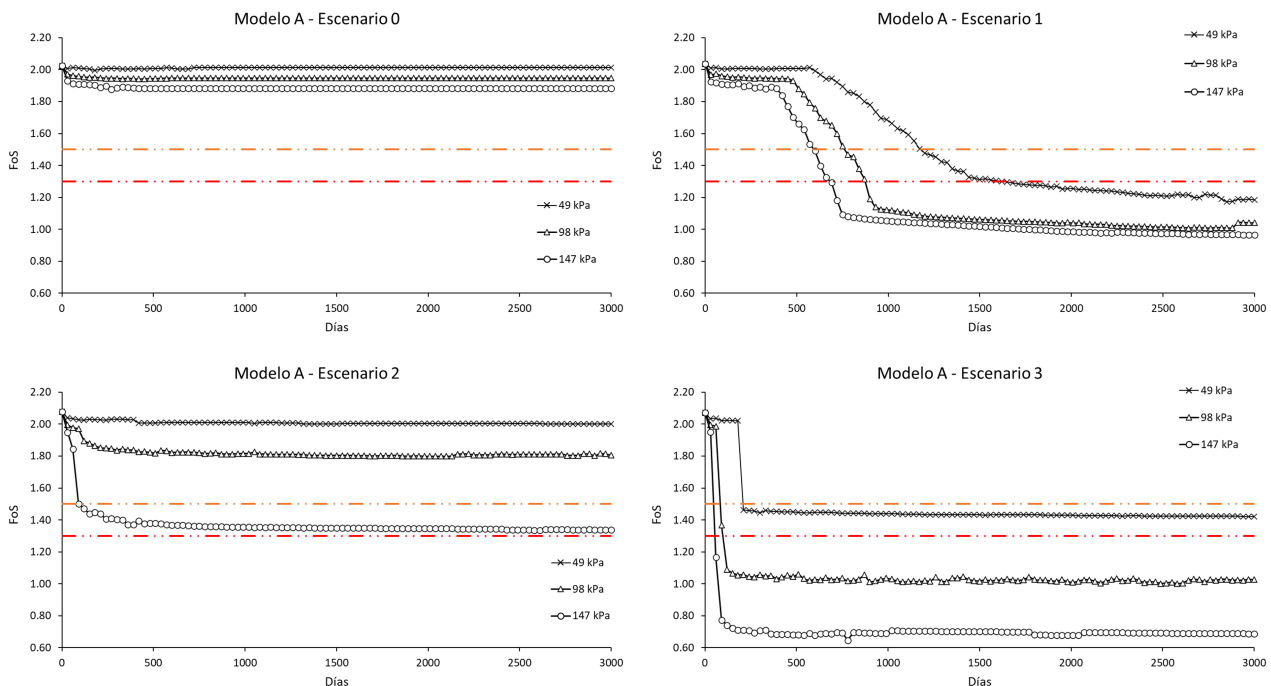 Modelo A - Escenario 0
2.20
2.00
1.80
1.60
1.40
1.20
1.00
0.80
0.60
FoS
49 kPa
98 kPa
147 kPa
0 500 1000 1500 2000 2500 3000
Días
Modelo A - Escenario 1
2.20
2.00
1.80
1.60
1.40
1.20
1.00
0.80
0.60
FoS
49 kPa
98 kPa
147 kPa
0 500 1000 1500 2000 2500 3000
Días
Modelo A - Escenario 2
2.20
2.00
1.80
1.60
1.40
1.20
1.00
0.80
0.60
FoS
49 kPa
98 kPa
147 kPa
0 500 1000 1500 2000 2500 3000
Días
Modelo A - Escenario 3
2.20
2.00
1.80
1.60
1.40
1.20
1.00
0.80
0.60
FoS
49 kPa
98 kPa
147 kPa
0 500 1000 1500 2000 2500 3000
Días